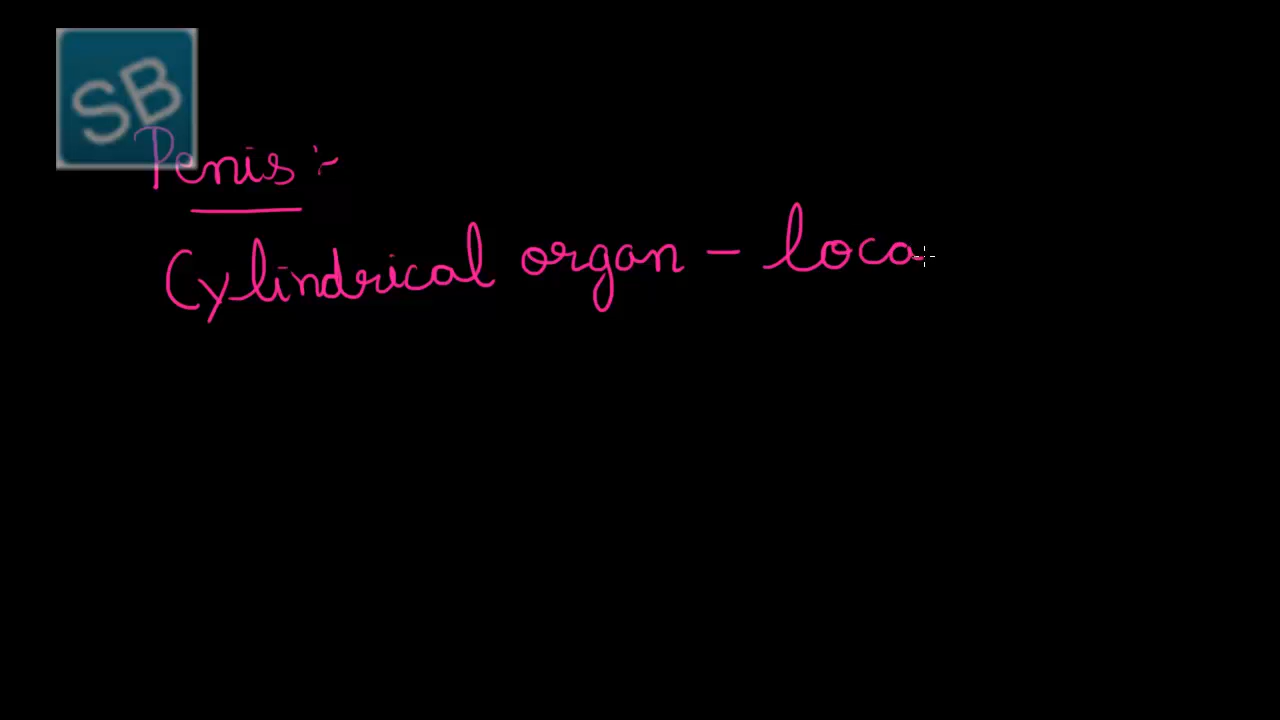 SB
Penis :-
Cylindrical organ - loca